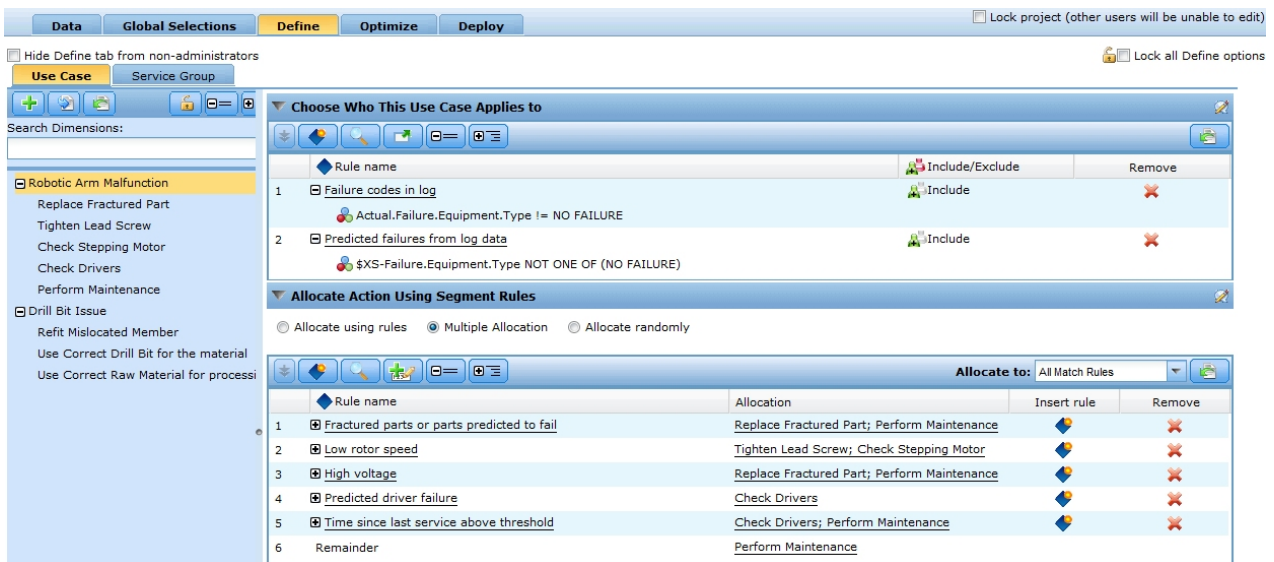 Data Global Selections Define Optimize Deploy
Lock project (other users will be unable to edit)
Hide Define tab from non-administrators
Lock all Define options
Use Case Service Group
Search Dimensions:
Robotic Arm Malfunction
Replace Fractured Part
Tighten Lead Screw
Check Stepping Motor
Check Drivers
Perform Maintenance
Drill Bit Issue
Refit Mislocated Member
Use Correct Drill Bit for the material
Use Correct Raw Material for processi
Choose Who This Use Case Applies to
Rule name Include/Exclude Remove
1 Failure codes in log Include
Actual.Failure.Equipment.Type != NO FAILURE
2 Predicted failures from log data Include
$XS-Failure.Equipment.Type NOT ONE OF (NO FAILURE)
Allocate Action Using Segment Rules
Allocate using rules Multiple Allocation Allocate randomly
Allocate to: All Match Rules
Rule name Allocation Insert rule Remove
1 Fractured parts or parts predicted to fail Replace Fractured Part; Perform Maintenance
2 Low rotor speed Tighten Lead Screw; Check Stepping Motor
3 High voltage Replace Fractured Part; Perform Maintenance
4 Predicted driver failure Check Drivers
5 Time since last service above threshold Check Drivers; Perform Maintenance
6 Remainder Perform Maintenance